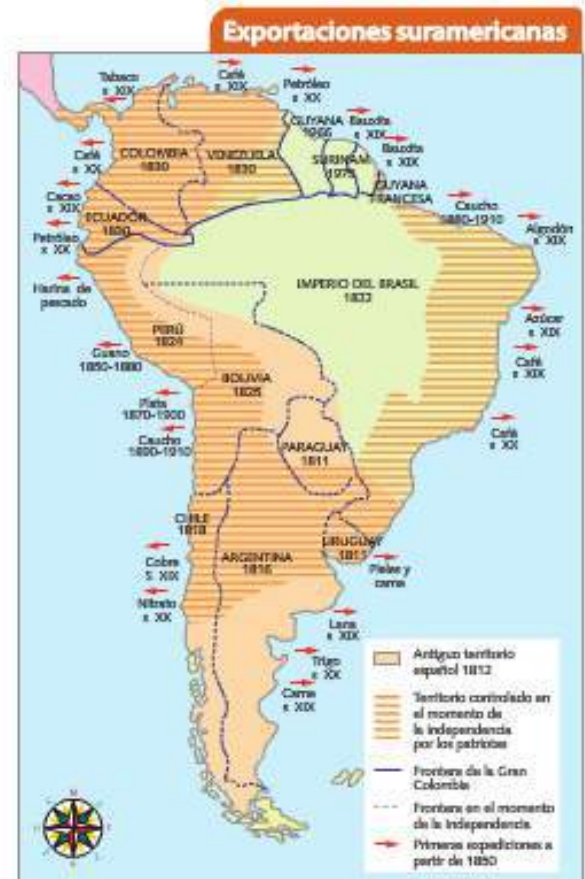 Exportaciones suramericanas
Tabaco
s XIX
Café
s XIX
Petróleo
s XX
GUYANA
1966
Bauxita
s XIX
Bauxita
s XIX
SURINAM
1975
GUYANA
FRANCESA
Café
s XX
COLOMBIA
1830
VENEZUELA
1830
Cacao
s XIX
ECUADOR
1830
Petróleo
s XX
Caucho
1880-1910
Algodón
s XIX
Harina de
pescado
IMPERIO DEL BRASIL
1822
Azúcar
s XIX
Café
s XIX
PERÚ
1824
Guano
1850-1880
BOLIVIA
1825
Plata
1870-1900
Caucho
1890-1910
Café
s XX
PARAGUAY
1811
CHILE
1818
ARGENTINA
1816
URUGUAY
1811
Cobre
S. XIX
Pieles y
carne
Nitrato
s XX
Lana
s XIX
Trigo
s XX
Carne
s XIX
Antiguo territorio
español 1812
Territorio controlado en
el momento de
la independencia
por los patriotas
Frontera de la Gran
Colombia
Frontera en el momento
de la Independencia
Primeras expediciones a
partir de 1850